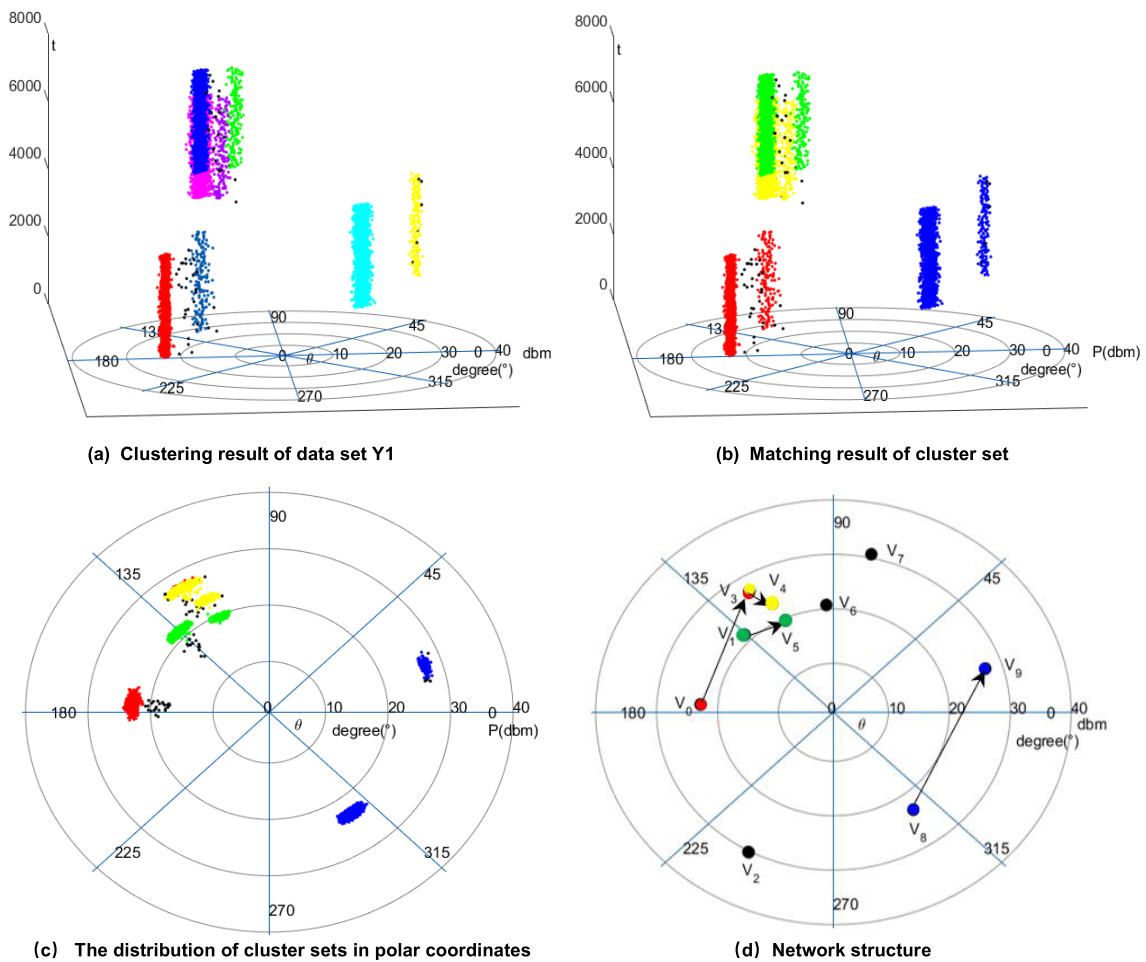 8000
t
6000
4000
2000
0
90
45
180
0
θ
10
20
30
0
40
dbm
degree(°)
225
315
270
(a) Clustering result of data set Y1
8000
t
6000
4000
2000
0
90
45
180
0
θ
10
20
30
0
40
P(dbm)
degree(°)
225
315
270
(b) Matching result of cluster set
90
135
45
180
0
10
20
30
0
40
θ
degree(°)
P(dbm)
225
315
270
(c) The distribution of cluster sets in polar coordinates
90
V7
135
45
V3
V4
V6
V1
V5
V9
180
V0
0
10
20
30
0
40
θ
dbm
degree(°)
V8
225
315
V2
270
(d) Network structure